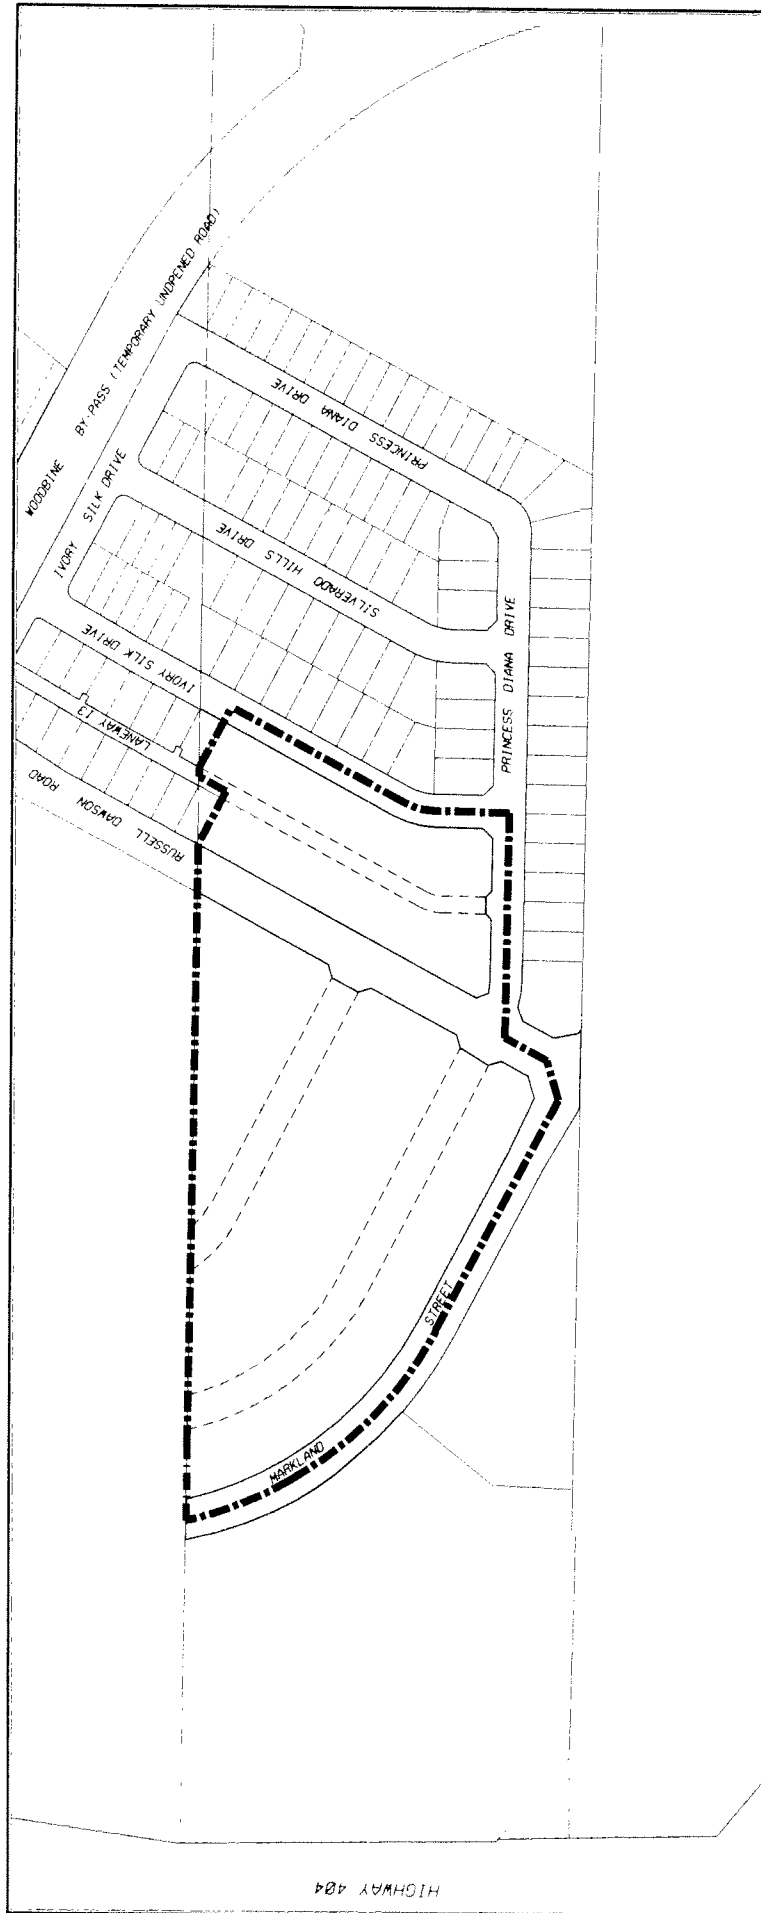 WOODBINE BY-PASS (TEMPORARY UNOPENED ROAD)
IVORY SILK DRIVE
PRINCESS DIANA DRIVE
SILVERADO HILLS DRIVE
IVORY SILK DRIVE
LANEWAY 13
RUSSELL DAWSON ROAD
PRINCESS DIANA DRIVE
MARKLAND STREET
HIGHWAY 404